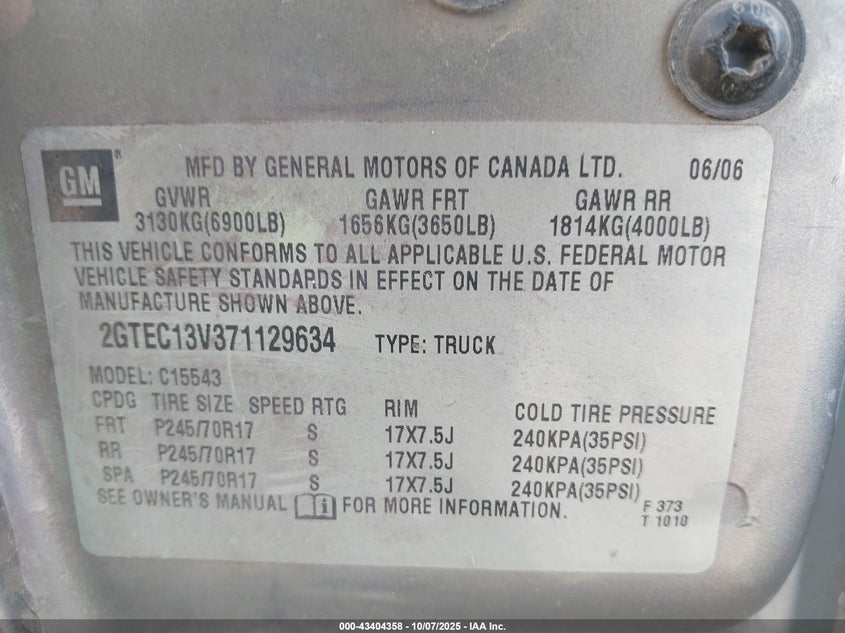 GM
MFD BY GENERAL MOTORS OF CANADA LTD. 06/06
GVWR GAWR FRT GAWR RR
3130KG(6900LB) 1656KG(3650LB) 1814KG(4000LB)
THIS VEHICLE CONFORMS TO ALL APPLICABLE U.S. FEDERAL MOTOR
VEHICLE SAFETY STANDARDS IN EFFECT ON THE DATE OF
MANUFACTURE SHOWN ABOVE.
2GTEC13V371129634 TYPE: TRUCK
MODEL: C15543
CPDG TIRE SIZE SPEED RTG RIM COLD TIRE PRESSURE
FRT P245/70R17 S 17X7.5J 240KPA(35PSI)
RR P245/70R17 S 17X7.5J 240KPA(35PSI)
SPA P245/70R17 S 17X7.5J 240KPA(35PSI)
SEE OWNER'S MANUAL FOR MORE INFORMATION.
F 373
T 1010
000-43404358 - 10/07/2025 - IAA Inc.